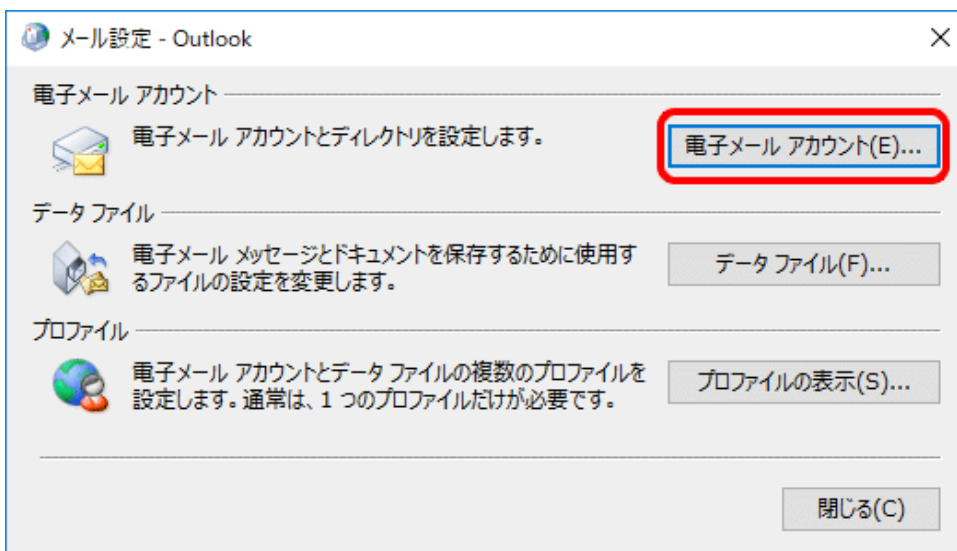 メール設定 - Outlook
電子メール アカウント
電子メール アカウントとディレクトリを設定します。
電子メール アカウント(E)...
データ ファイル
電子メール メッセージとドキュメントを保存するために使用す
るファイルの設定を変更します。
データ ファイル(F)...
プロファイル
電子メール アカウントとデータ ファイルの複数のプロファイルを
設定します。通常は、1 つのプロファイルだけが必要です。
プロファイルの表示(S)...
閉じる(C)